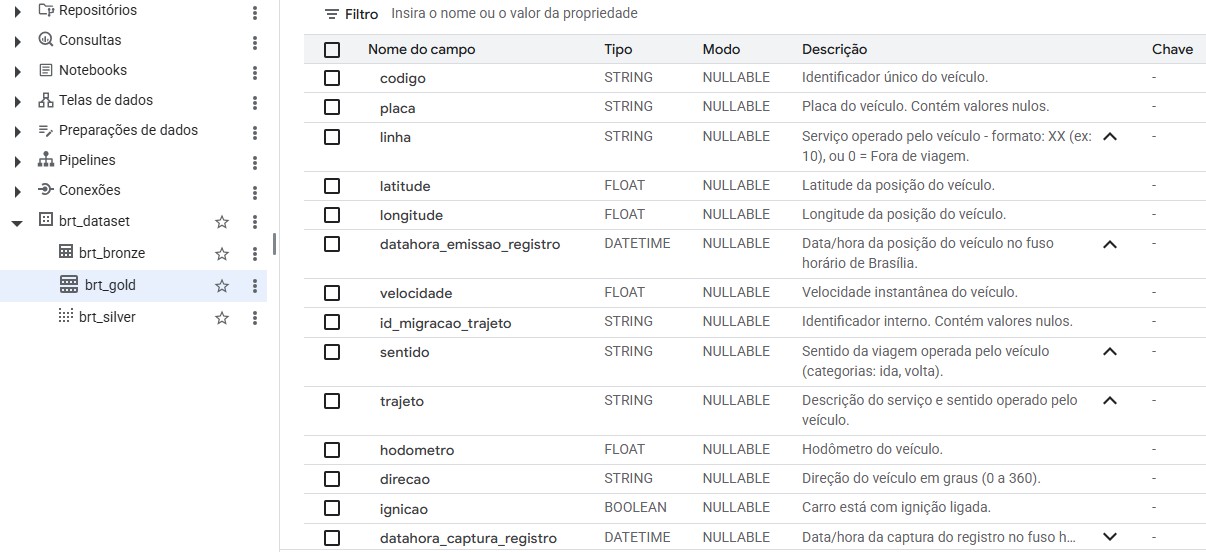 Repositórios
Consultas
Notebooks
Telas de dados
Preparações de dados
Pipelines
Conexões
brt_dataset
brt_bronze
brt_gold
brt_silver
Filtro Insira o nome ou o valor da propriedade
Nome do campo Tipo Modo Descrição Chave
codigo STRING NULLABLE Identificador único do veículo. -
placa STRING NULLABLE Placa do veículo. Contém valores nulos. -
linha STRING NULLABLE Serviço operado pelo veículo - formato: XX (ex: -
10), ou 0 = Fora de viagem.
latitude FLOAT NULLABLE Latitude da posição do veículo. -
longitude FLOAT NULLABLE Longitude da posição do veículo. -
datahora_emissao_registro DATETIME NULLABLE Data/hora da posição do veículo no fuso -
horário de Brasília.
velocidade FLOAT NULLABLE Velocidade instantânea do veículo. -
id_migracao_trajeto STRING NULLABLE Identificador interno. Contém valores nulos. -
sentido STRING NULLABLE Sentido da viagem operada pelo veículo -
(categorias: ida, volta).
trajeto STRING NULLABLE Descrição do serviço e sentido operado pelo -
veículo.
hodometro FLOAT NULLABLE Hodômetro do veículo. -
direcao STRING NULLABLE Direção do veículo em graus (0 a 360). -
ignicao BOOLEAN NULLABLE Carro está com ignição ligada. -
datahora_captura_registro DATETIME NULLABLE Data/hora da captura do registro no fuso h... -